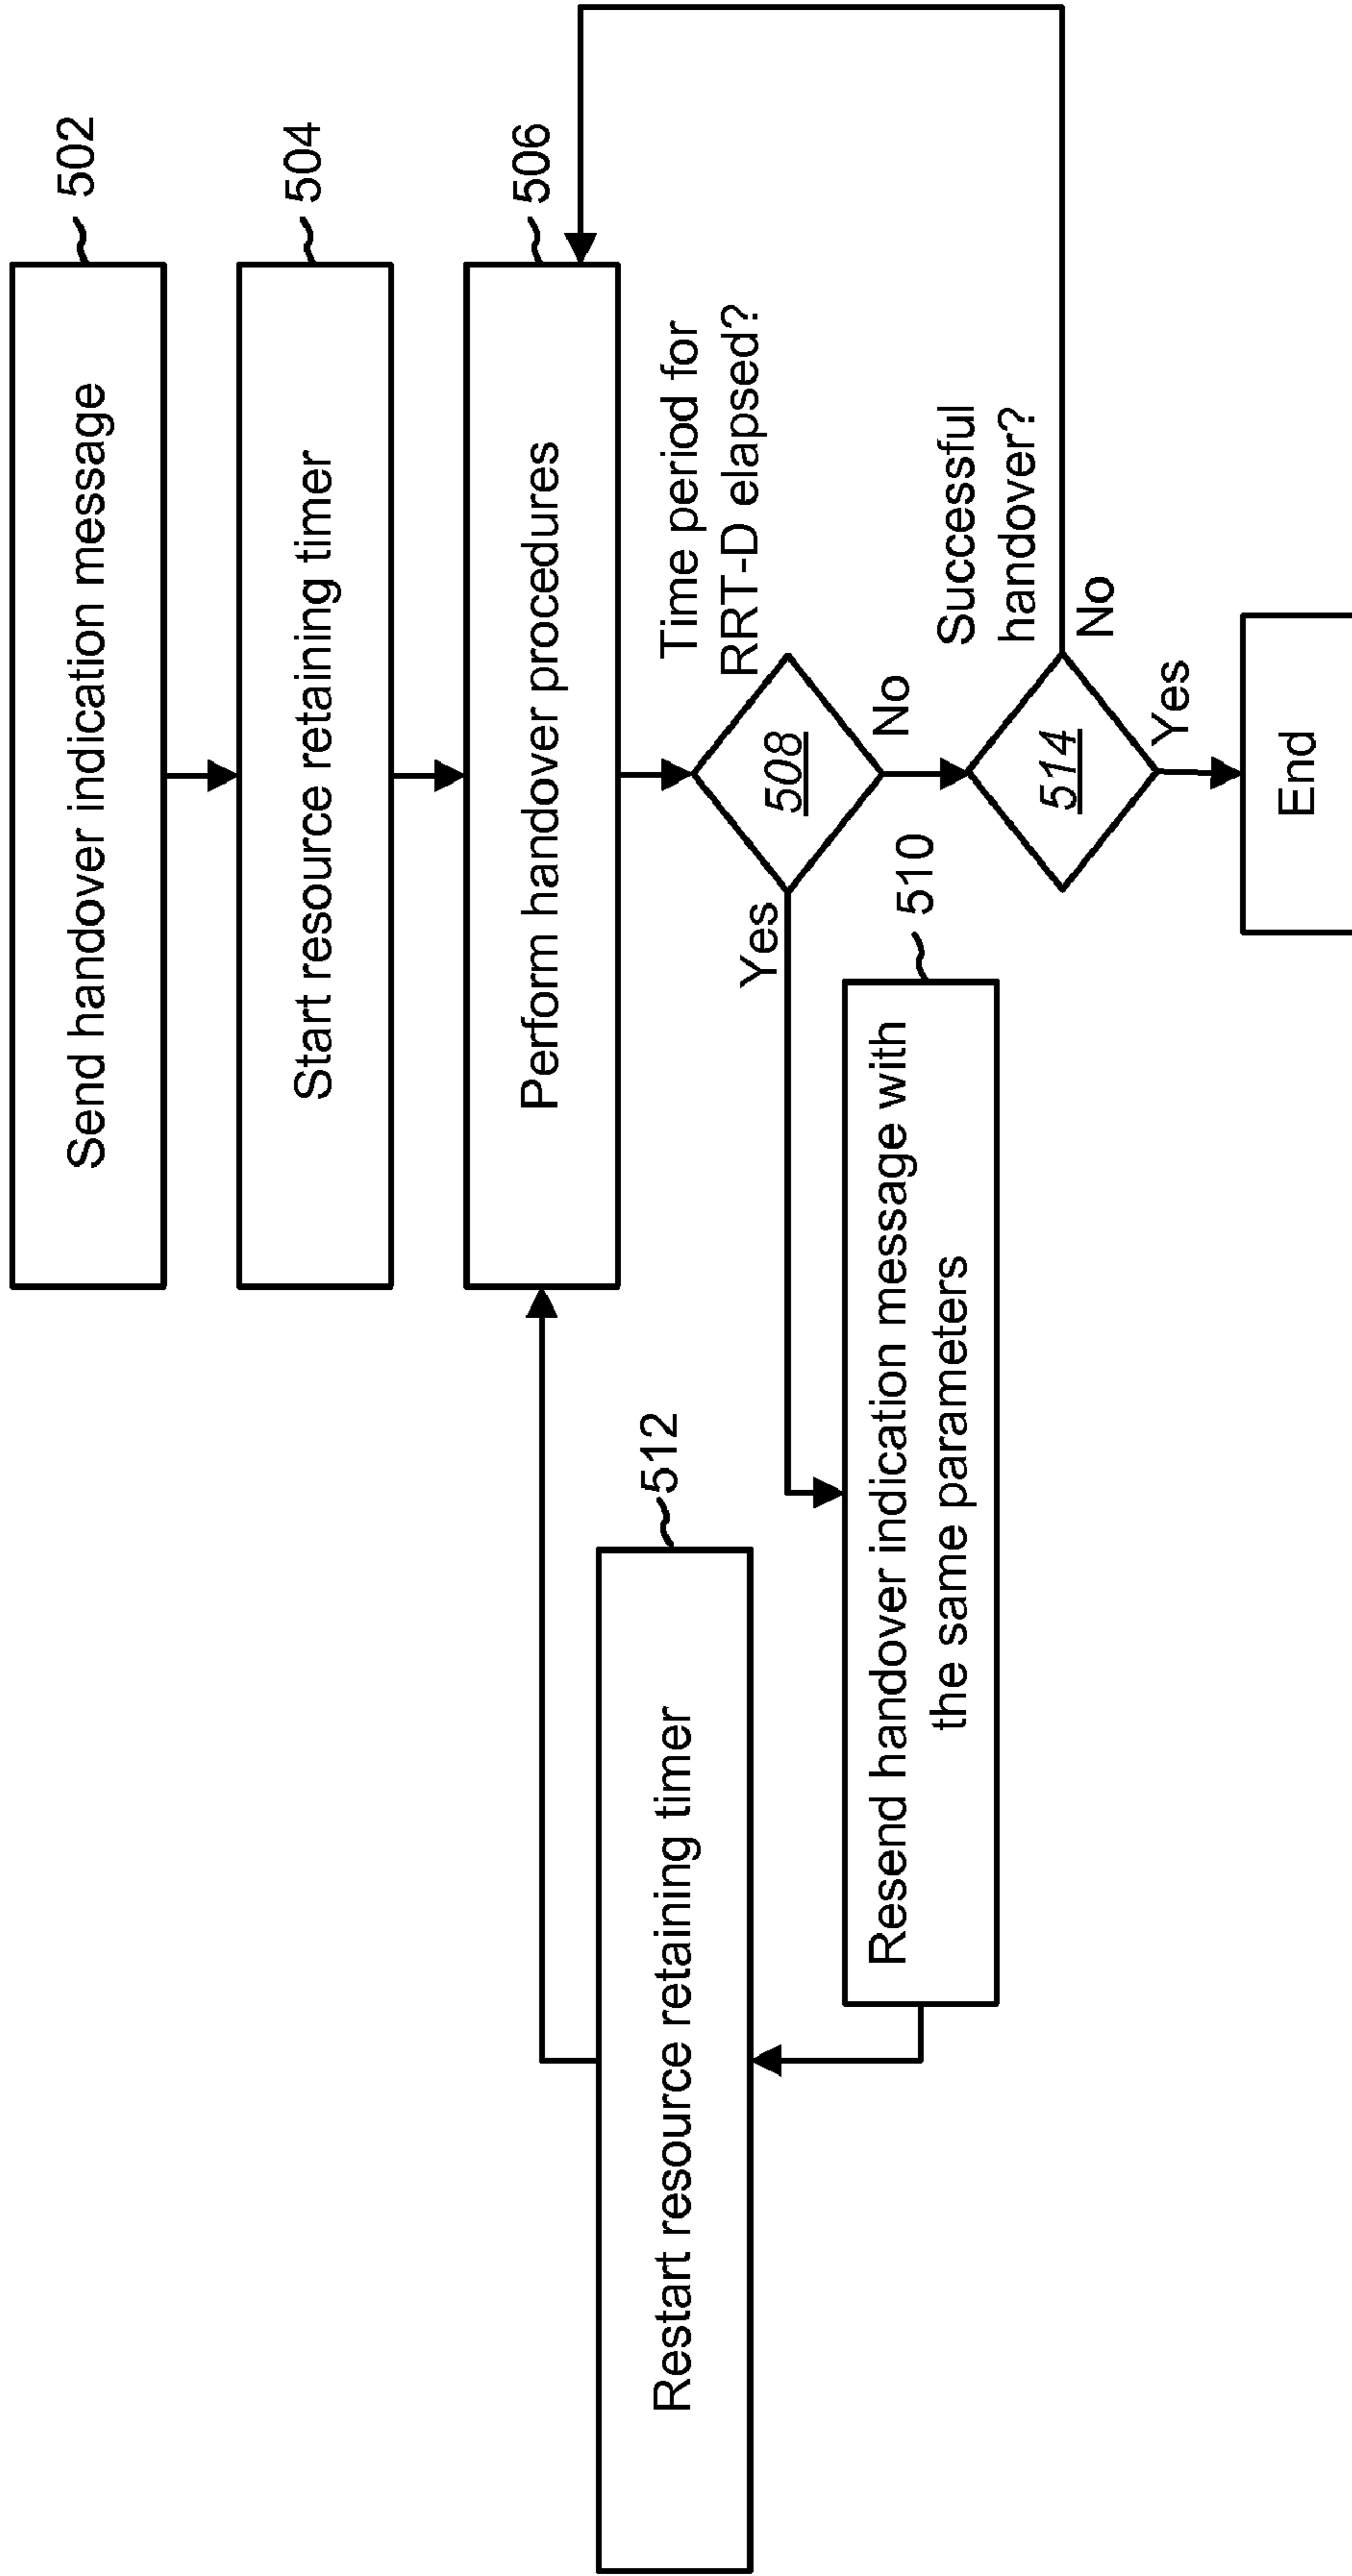 Send handover indication message
502
Start resource retaining timer
504
Perform handover procedures
506
Time period for
RRT-D elapsed?
508
Yes
No
Resend handover indication message with
the same parameters
510
Restart resource retaining timer
512
Successful
handover?
514
No
Yes
End